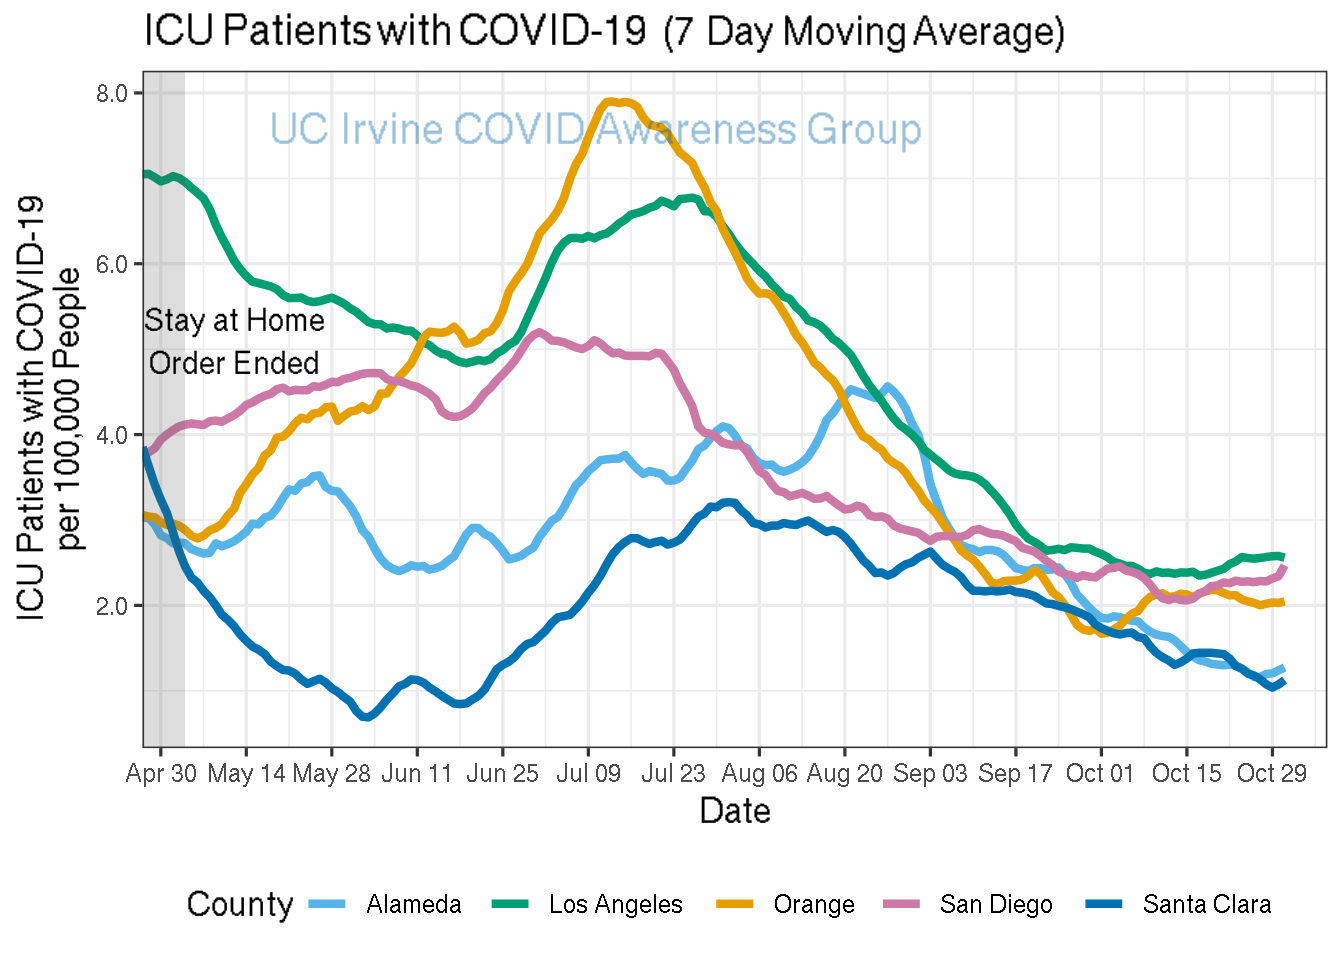 ICU Patients with COVID-19 (7 Day Moving Average)
UC Irvine COVID Awareness Group
ICU Patients with COVID-19
per 100,000 People
8.0
6.0
4.0
2.0
Stay at Home
Order Ended
Apr 30 May 14 May 28 Jun 11 Jun 25 Jul 09 Jul 23 Aug 06 Aug 20 Sep 03 Sep 17 Oct 01 Oct 15 Oct 29
Date
County Alameda Los Angeles Orange San Diego Santa Clara